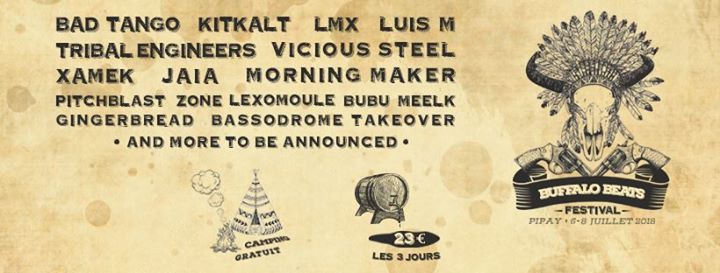 BAD TANGO KITKALT LMX LUIS M
TRIBAL ENGINEERS VICIOUS STEEL
XAMEK JAIA MORNING MAKER
PITCHBLAST ZONE LEXOMOULE BUBU MEELK
GINGERBREAD BASSODROME TAKEOVER
• AND MORE TO BE ANNOUNCED •
CAMPING
GRATUIT
23€
LES 3 JOURS
BUFFALO BEATS
– FESTIVAL –
PIPAY • 6-8 JUILLET 2018